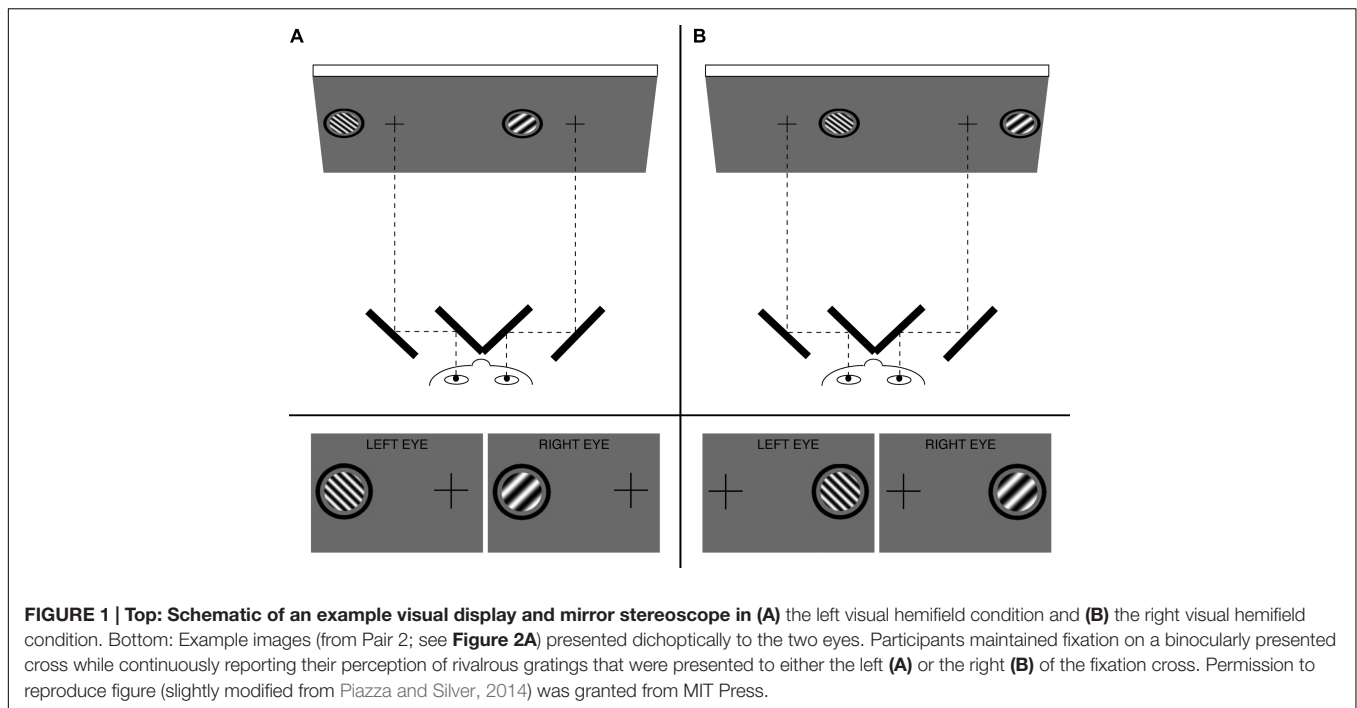 A
B
LEFT EYE
RIGHT EYE
LEFT EYE
RIGHT EYE
FIGURE 1 | Top: Schematic of an example visual display and mirror stereoscope in (A) the left visual hemifield condition and (B) the right visual hemifield
condition. Bottom: Example images (from Pair 2; see Figure 2A) presented dichoptically to the two eyes. Participants maintained fixation on a binocularly presented
cross while continuously reporting their perception of rivalrous gratings that were presented to either the left (A) or the right (B) of the fixation cross. Permission to
reproduce figure (slightly modified from Piazza and Silver, 2014) was granted from MIT Press.